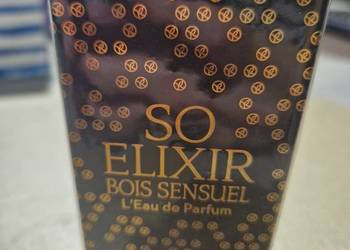 SO
ELIXIR
BOIS SENSUEL
L'Eau de Parfum